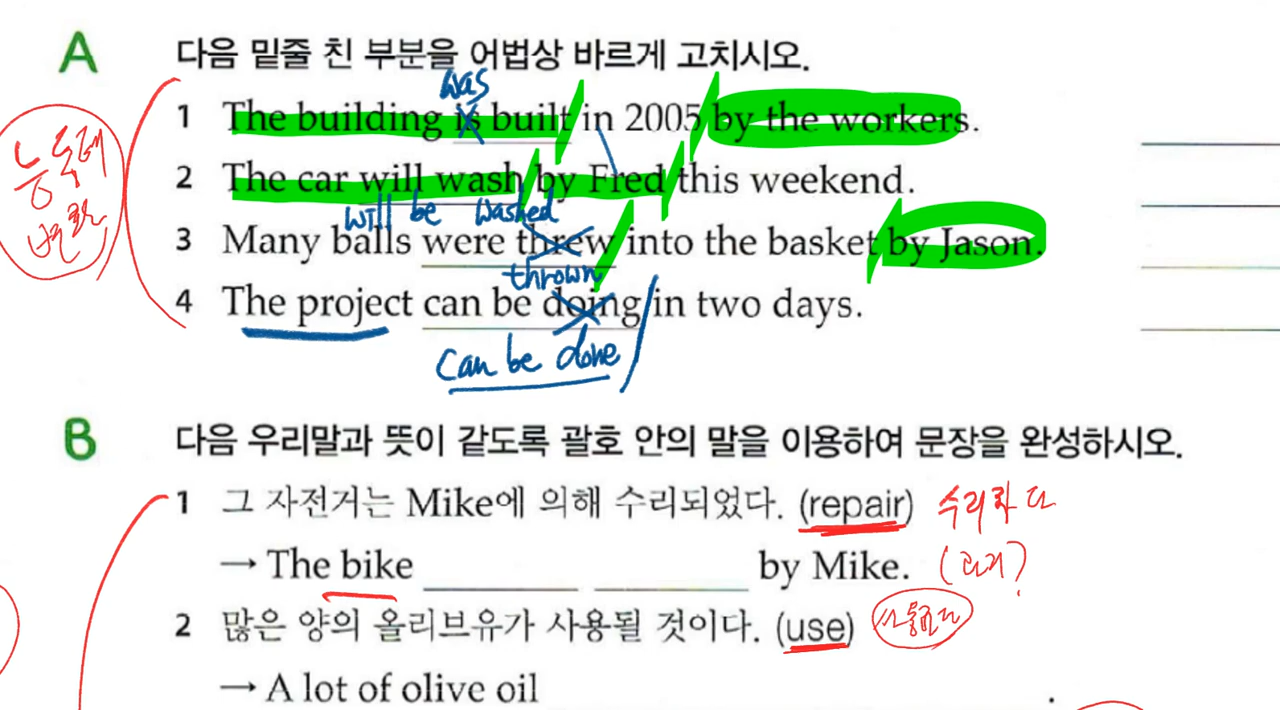 A 다음 밑줄 친 부분을 어법상 바르게 고치시오.
was
1 The building is built in 2005 by the workers.
능수태
변환
2 The car will wash by Fred this weekend.
will be washed
3 Many balls were threw into the basket by Jason.
thrown
4 The project can be doing in two days.
can be done
B 다음 우리말과 뜻이 같도록 괄호 안의 말을 이용하여 문장을 완성하시오.
1 그 자전거는 Mike에 의해 수리되었다. (repair) 수리하다
→ The bike by Mike. (과거)
2 많은 양의 올리브유가 사용될 것이다. (use)
→ A lot of olive oil .